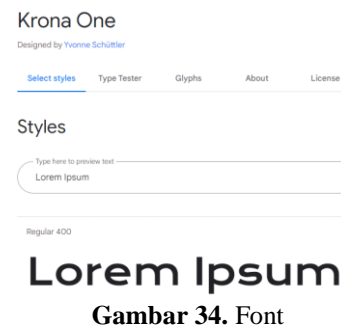 Krona One
Designed by Yvonne Schüttler
Select styles Type Tester Glyphs About License
Styles
Type here to preview text
Lorem Ipsum
Regular 400
Lorem Ipsum
Gambar 34. Font